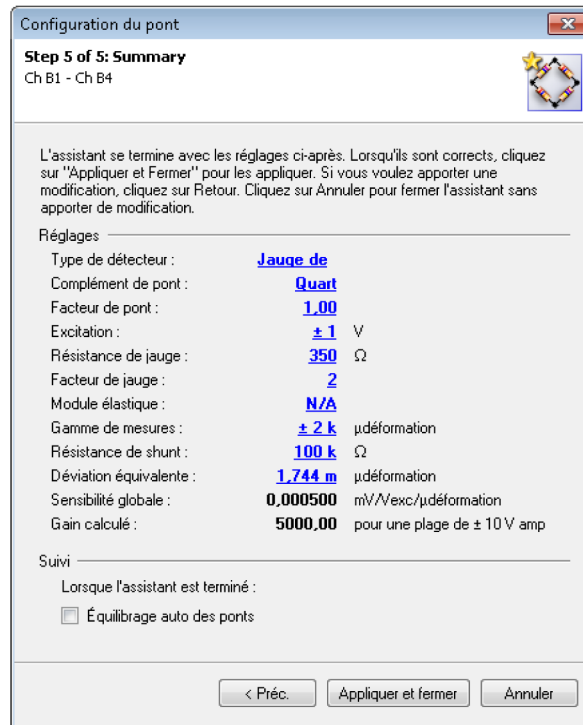 Configuration du pont
Step 5 of 5: Summary
Ch B1 - Ch B4
L'assistant se termine avec les réglages ci-après. Lorsqu'ils sont corrects, cliquez
sur "Appliquer et Fermer" pour les appliquer. Si vous voulez apporter une
modification, cliquez sur Retour. Cliquez sur Annuler pour fermer l'assistant sans
apporter de modification.
Réglages
Type de détecteur : Jauge de
Complément de pont : Quart
Facteur de pont : 1,00
Excitation : ± 1 V
Résistance de jauge : 350 Ω
Facteur de jauge : 2
Module élastique : N/A
Gamme de mesures : ± 2 k µdéformation
Résistance de shunt : 100 k Ω
Déviation équivalente : 1,744 m µdéformation
Sensibilité globale : 0,000500 mV/Vexc/µdéformation
Gain calculé : 5000,00 pour une plage de ± 10 V amp
Suivi
Lorsque l'assistant est terminé :
Équilibrage auto des ponts
< Préc. Appliquer et fermer Annuler